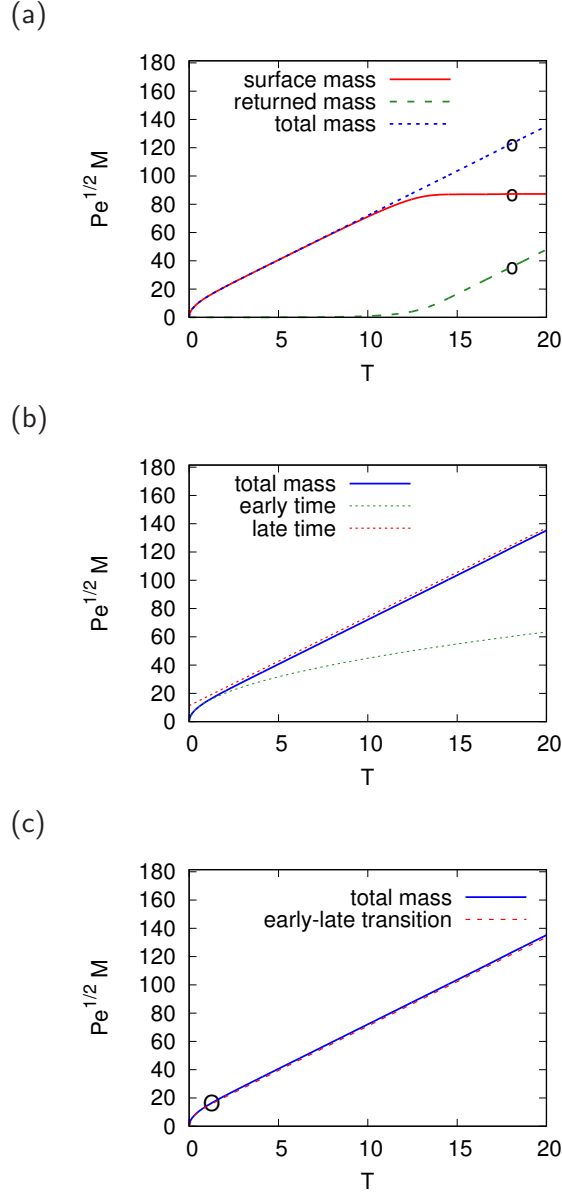 (a)
180
160
140
120
100
80
60
40
20
0
Pe^{1/2} M
surface mass
returned mass
total mass
0 5 10 15 20
T
(b)
180
160
140
120
100
80
60
40
20
0
Pe^{1/2} M
total mass
early time
late time
0 5 10 15 20
T
(c)
180
160
140
120
100
80
60
40
20
0
Pe^{1/2} M
total mass
early-late transition
0 5 10 15 20
T